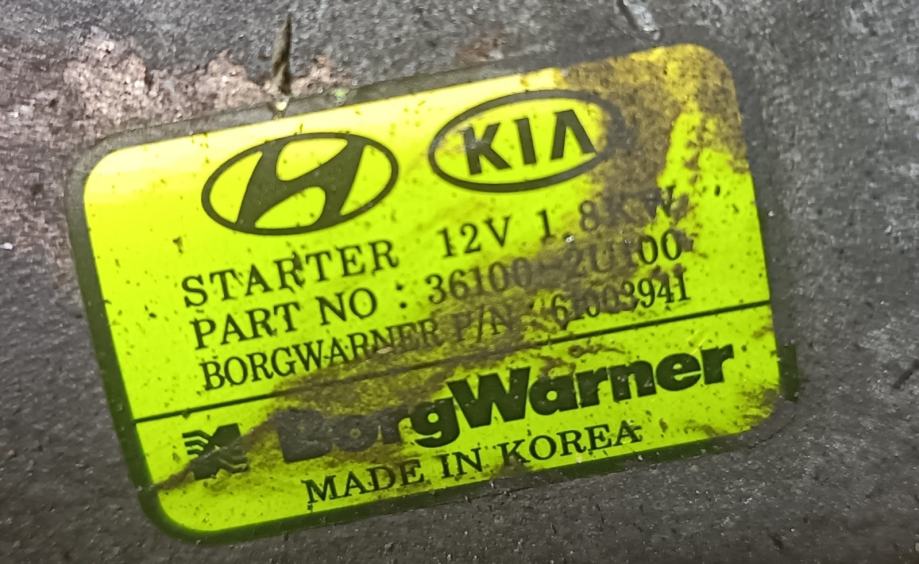 KIA
STARTER 12V 1.8KW
PART NO : 36100-2U100
BORGWARNER P/N : 61003941
BorgWarner
MADE IN KOREA